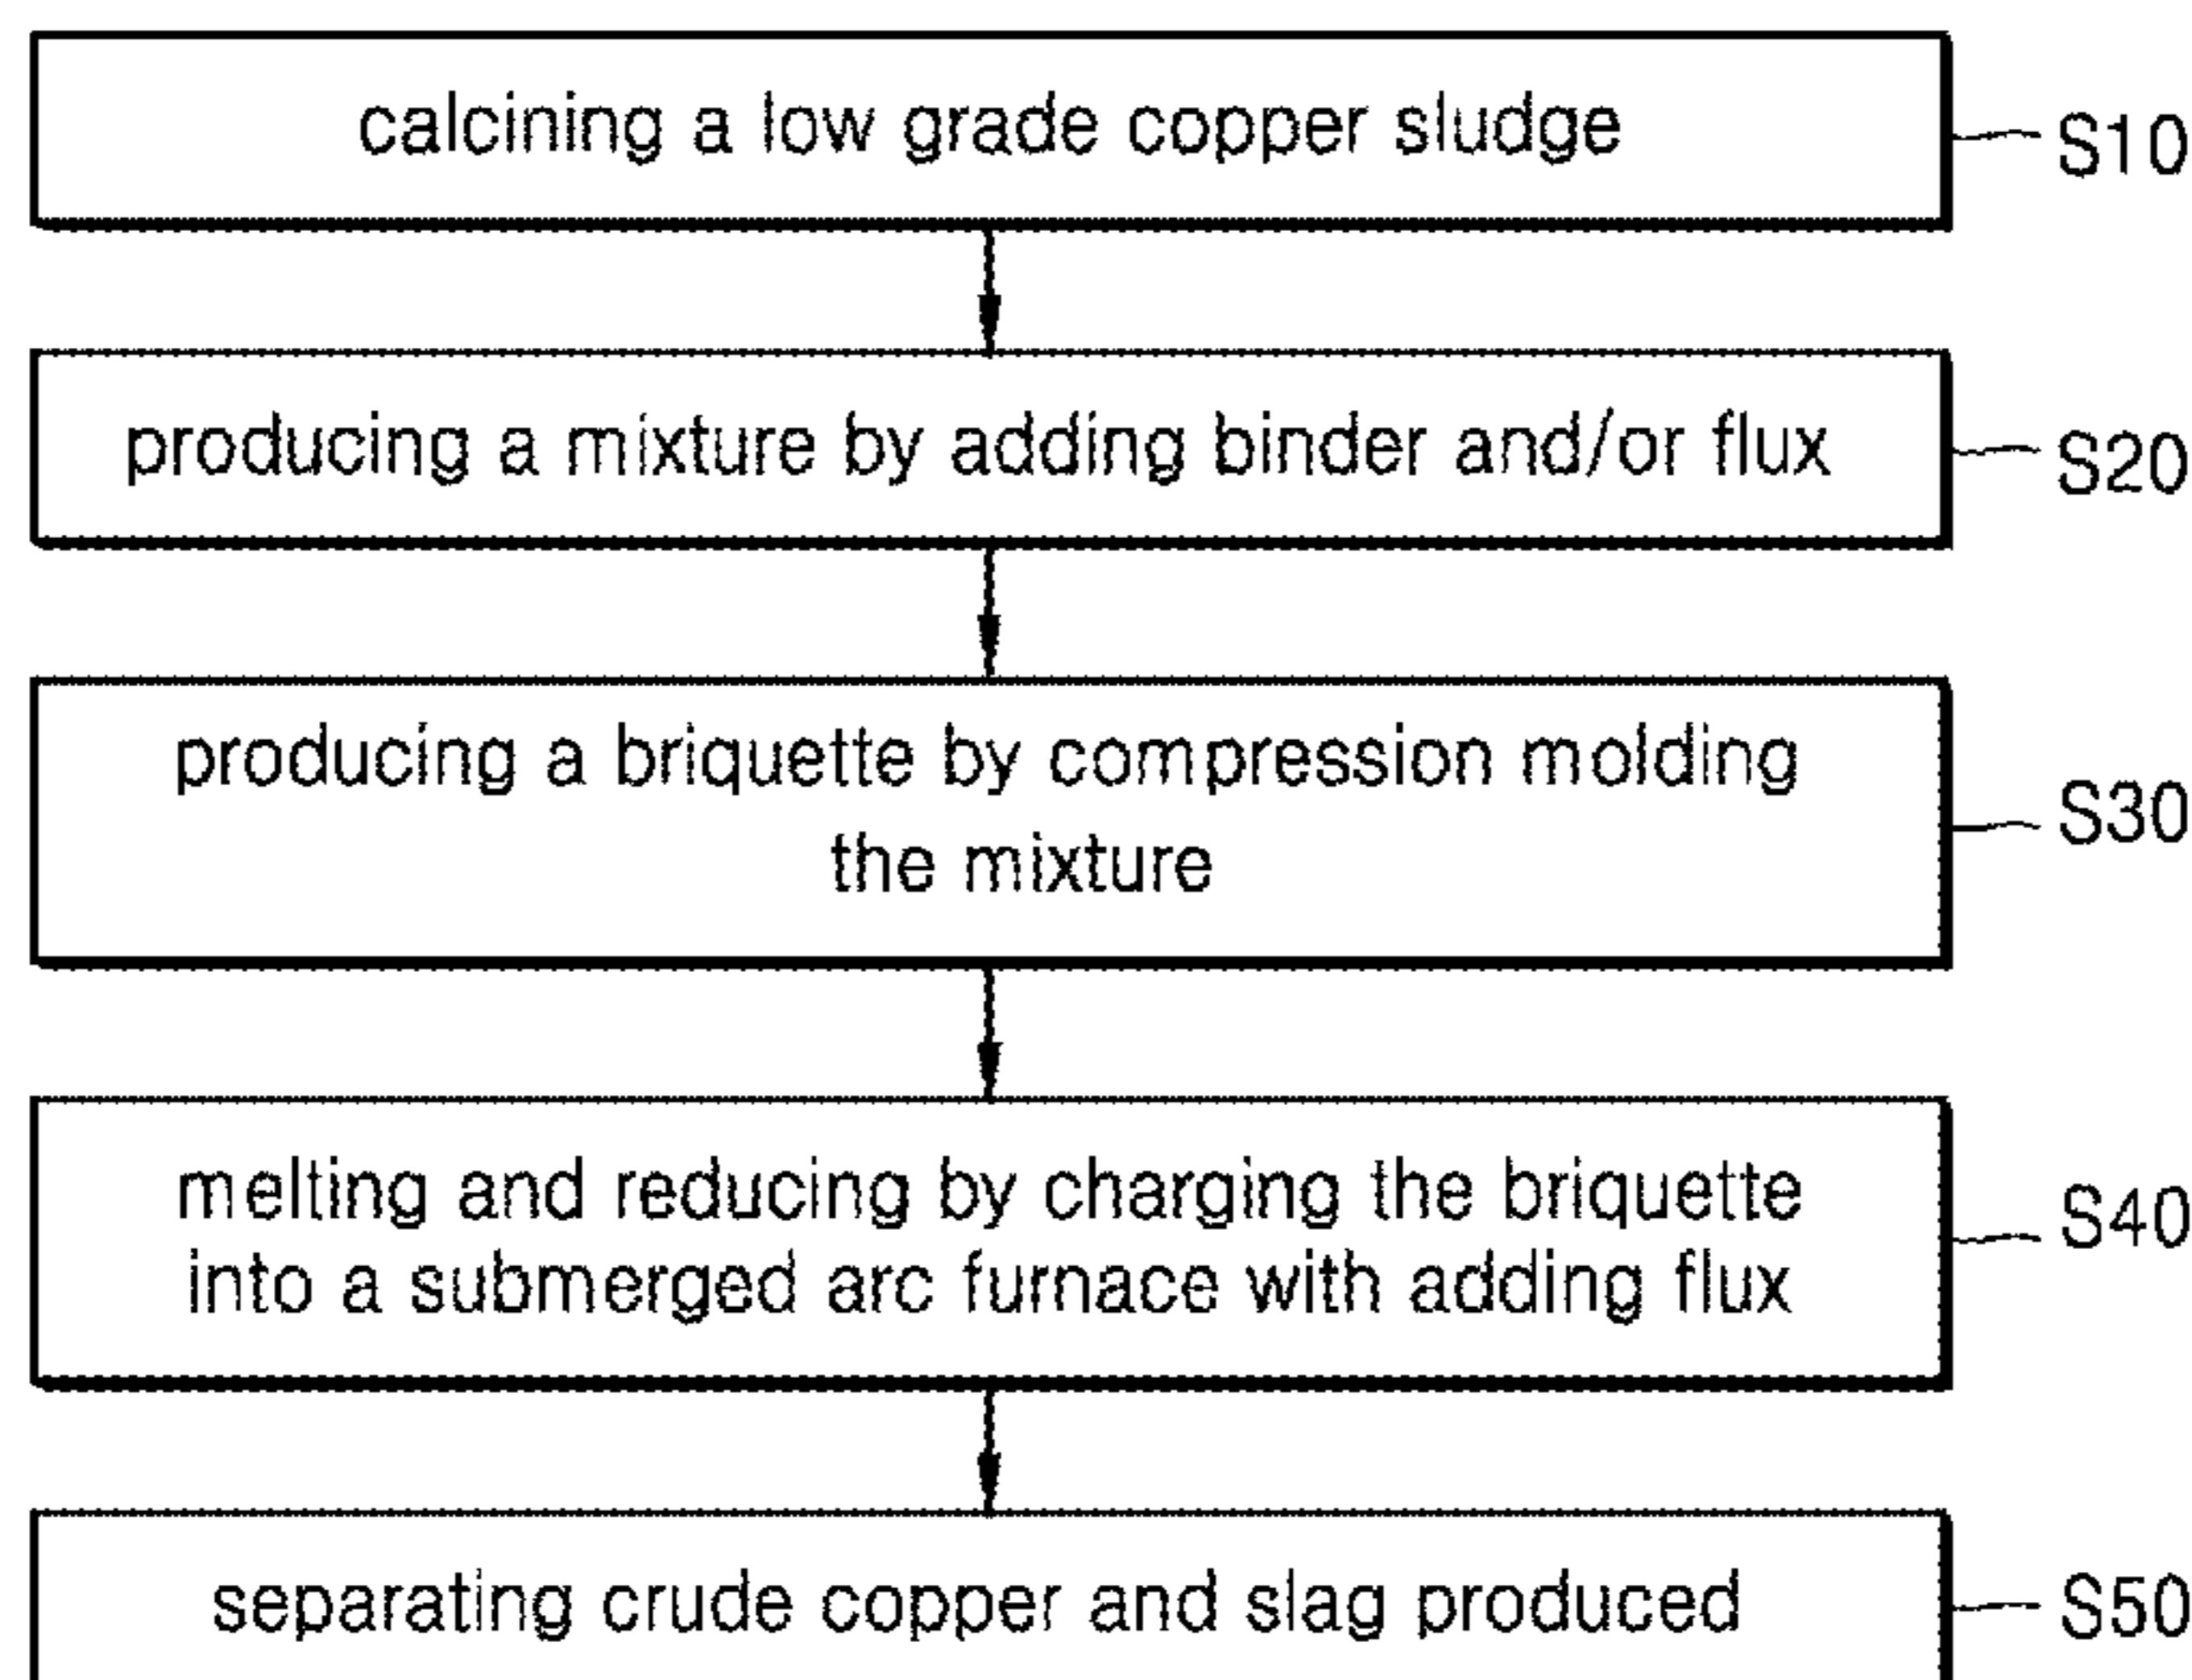 calcining a low grade copper sludge
S10
producing a mixture by adding binder and/or flux
S20
producing a briquette by compression molding
the mixture
S30
melting and reducing by charging the briquette
into a submerged arc furnace with adding flux
S40
separating crude copper and slag produced
S50